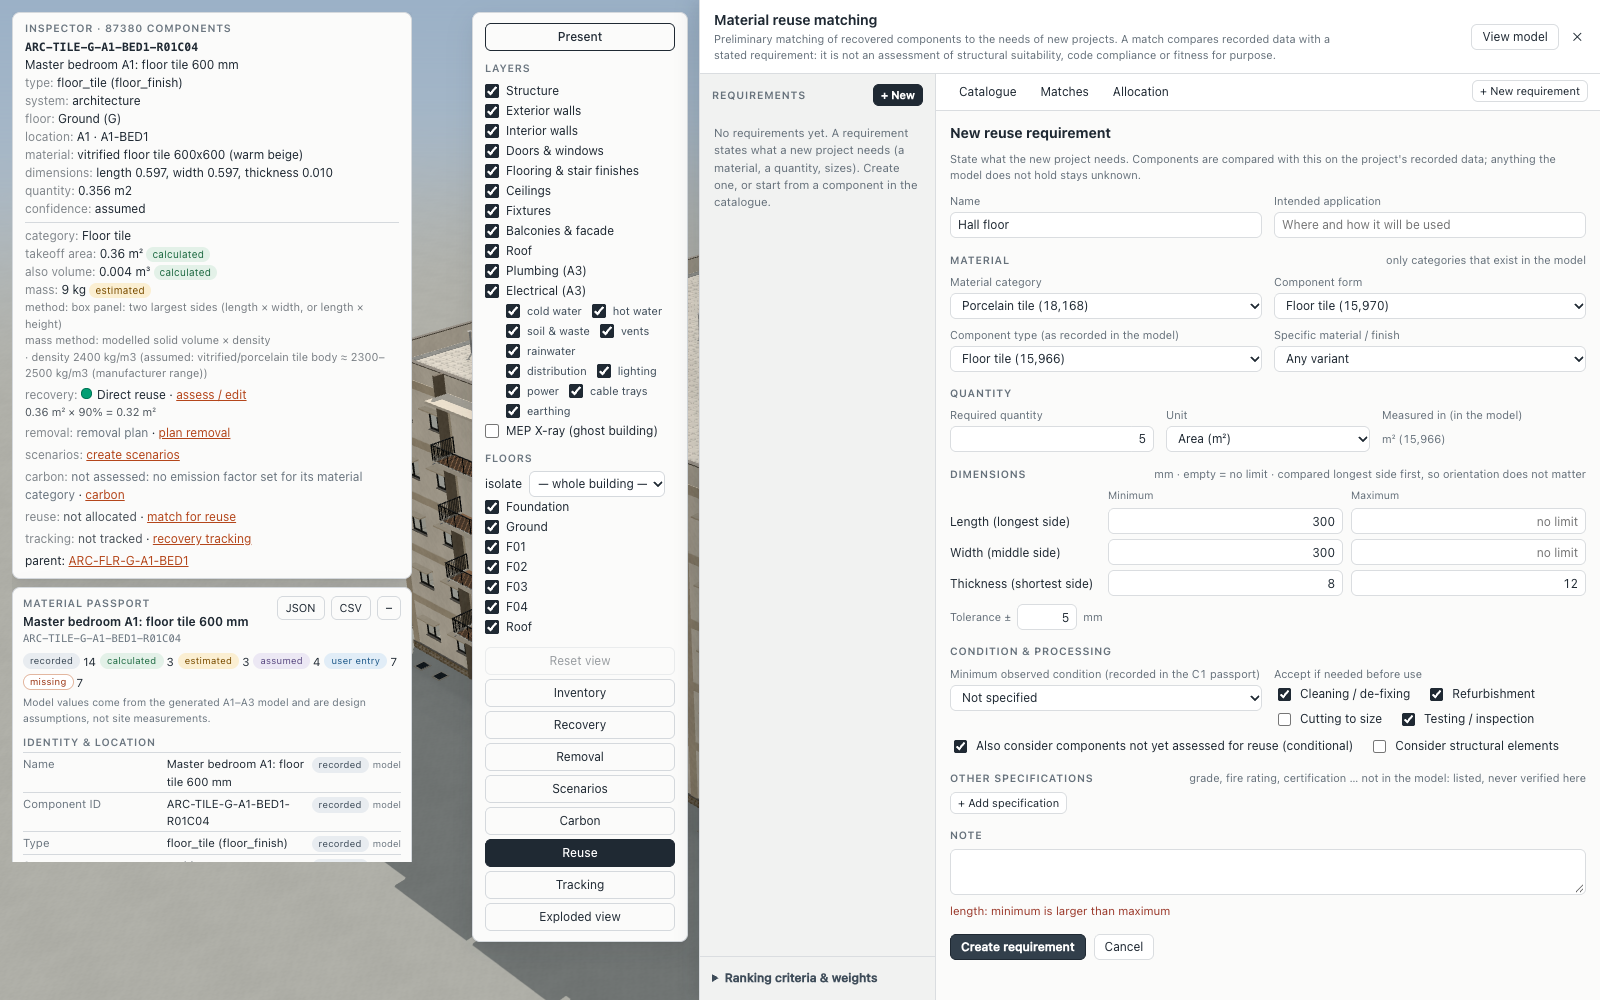 INSPECTOR · 87380 COMPONENTS
ARC-TILE-G-A1-BED1-R01C04
Master bedroom A1: floor tile 600 mm
type: floor_tile (floor_finish)
system: architecture
floor: Ground (G)
location: A1 · A1-BED1
material: vitrified floor tile 600x600 (warm beige)
dimensions: length 0.597, width 0.597, thickness 0.010
quantity: 0.356 m2
confidence: assumed
category: Floor tile
takeoff area: 0.36 m² calculated
also volume: 0.004 m³ calculated
mass: 9 kg estimated
method: box panel: two largest sides (length × width, or length ×
height)
mass method: modelled solid volume × density
· density 2400 kg/m3 (assumed: vitrified/porcelain tile body ≈ 2300–
2500 kg/m3 (manufacturer range))
recovery: Direct reuse · assess / edit
0.36 m² × 90% = 0.32 m²
removal: removal plan · plan removal
scenarios: create scenarios
carbon: not assessed: no emission factor set for its material
category · carbon
reuse: not allocated · match for reuse
tracking: not tracked · recovery tracking
parent: ARC-FLR-G-A1-BED1
MATERIAL PASSPORT
JSON CSV –
Master bedroom A1: floor tile 600 mm
ARC-TILE-G-A1-BED1-R01C04
recorded 14 calculated 3 estimated 3 assumed 4 user entry 7
missing 7
Model values come from the generated A1–A3 model and are design
assumptions, not site measurements.
IDENTITY & LOCATION
Name Master bedroom A1: floor tile 600 mm recorded model
Component ID ARC-TILE-G-A1-BED1-R01C04 recorded model
Type floor_tile (floor_finish) recorded model
Present
LAYERS
Structure
Exterior walls
Interior walls
Doors & windows
Flooring & stair finishes
Ceilings
Fixtures
Balconies & facade
Roof
Plumbing (A3)
Electrical (A3)
cold water hot water
soil & waste vents
rainwater
distribution lighting
power cable trays
earthing
MEP X-ray (ghost building)
FLOORS
isolate — whole building —
Foundation
Ground
F01
F02
F03
F04
Roof
Reset view
Inventory
Recovery
Removal
Scenarios
Carbon
Reuse
Tracking
Exploded view
Material reuse matching
Preliminary matching of recovered components to the needs of new projects. A match compares recorded data with a
stated requirement: it is not an assessment of structural suitability, code compliance or fitness for purpose.
View model ×
REQUIREMENTS + New
No requirements yet. A requirement
states what a new project needs (a
material, a quantity, sizes). Create
one, or start from a component in the
catalogue.
Ranking criteria & weights
Catalogue Matches Allocation + New requirement
New reuse requirement
State what the new project needs. Components are compared with this on the project's recorded data; anything the
model does not hold stays unknown.
Name Intended application
Hall floor Where and how it will be used
MATERIAL only categories that exist in the model
Material category Component form
Porcelain tile (18,168) Floor tile (15,970)
Component type (as recorded in the model) Specific material / finish
Floor tile (15,966) Any variant
QUANTITY
Required quantity Unit Measured in (in the model)
5 Area (m²) m² (15,966)
DIMENSIONS mm · empty = no limit · compared longest side first, so orientation does not matter
Minimum Maximum
Length (longest side) 300 no limit
Width (middle side) 300 no limit
Thickness (shortest side) 8 12
Tolerance ± 5 mm
CONDITION & PROCESSING
Minimum observed condition (recorded in the C1 passport) Accept if needed before use
Not specified Cleaning / de-fixing Refurbishment
Cutting to size Testing / inspection
Also consider components not yet assessed for reuse (conditional) Consider structural elements
OTHER SPECIFICATIONS grade, fire rating, certification ... not in the model: listed, never verified here
+ Add specification
NOTE
length: minimum is larger than maximum
Create requirement Cancel